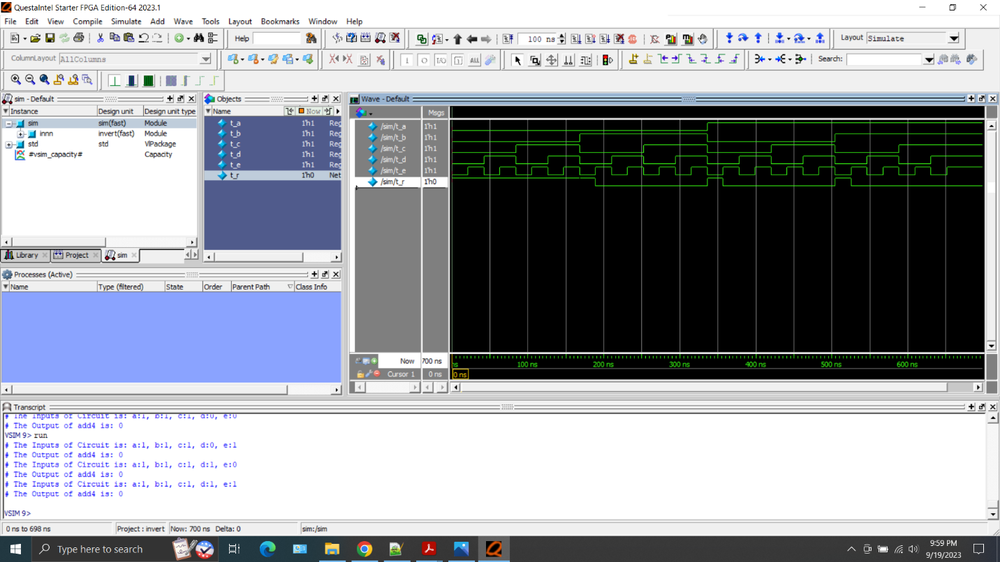 QuestaIntel Starter FPGA Edition-64 2023.1
File Edit View Compile Simulate Add Wave Tools Layout Bookmarks Window Help
Help 100 ns Layout Simulate
ColumnLayout AllColumns Search:
sim - Default
Instance Design unit Design unit type
sim sim(fast) Module
innn invert(fast) Module
std std VlPackage
#vsim_capacity# Capacity
Library Project sim
Objects
Name Now
t_a 1'h1 Reg
t_b 1'h1 Reg
t_c 1'h1 Reg
t_d 1'h1 Reg
t_e 1'h1 Reg
t_r 1'h0 Net
Processes (Active)
Name Type (filtered) State Order Parent Path Class Info
Wave - Default
Msgs
/sim/t_a 1'h1
/sim/t_b 1'h1
/sim/t_c 1'h1
/sim/t_d 1'h1
/sim/t_e 1'h1
/sim/t_r 1'h0
Now 700 ns ns 100 ns 200 ns 300 ns 400 ns 500 ns 600 ns
Cursor 1 0 ns 0 ns
Transcript
# The Inputs of Circuit is: a:1, b:1, c:1, d:0, e:0
# The Output of add4 is: 0
VSIM 9> run
# The Inputs of Circuit is: a:1, b:1, c:1, d:0, e:1
# The Output of add4 is: 0
# The Inputs of Circuit is: a:1, b:1, c:1, d:1, e:0
# The Output of add4 is: 0
# The Inputs of Circuit is: a:1, b:1, c:1, d:1, e:1
# The Output of add4 is: 0
VSIM 9>
0 ns to 698 ns Project : invert Now: 700 ns Delta: 0 sim:/sim
Type here to search
9:59 PM
9/19/2023